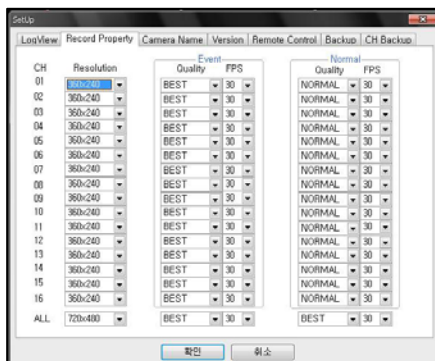 SetUp
LogView Record Property Camera Name Version Remote Control Backup CH Backup
Event Normal
CH Resolution Quality FPS Quality FPS
01 360x240 BEST 30 NORMAL 30
02 360x240 BEST 30 NORMAL 30
03 360x240 BEST 30 NORMAL 30
04 360x240 BEST 30 NORMAL 30
05 360x240 BEST 30 NORMAL 30
06 360x240 BEST 30 NORMAL 30
07 360x240 BEST 30 NORMAL 30
08 360x240 BEST 30 NORMAL 30
09 360x240 BEST 30 NORMAL 30
10 360x240 BEST 30 NORMAL 30
11 360x240 BEST 30 NORMAL 30
12 360x240 BEST 30 NORMAL 30
13 360x240 BEST 30 NORMAL 30
14 360x240 BEST 30 NORMAL 30
15 360x240 BEST 30 NORMAL 30
16 360x240 BEST 30 NORMAL 30
ALL 720x480 BEST 30 BEST 30
확인 취소